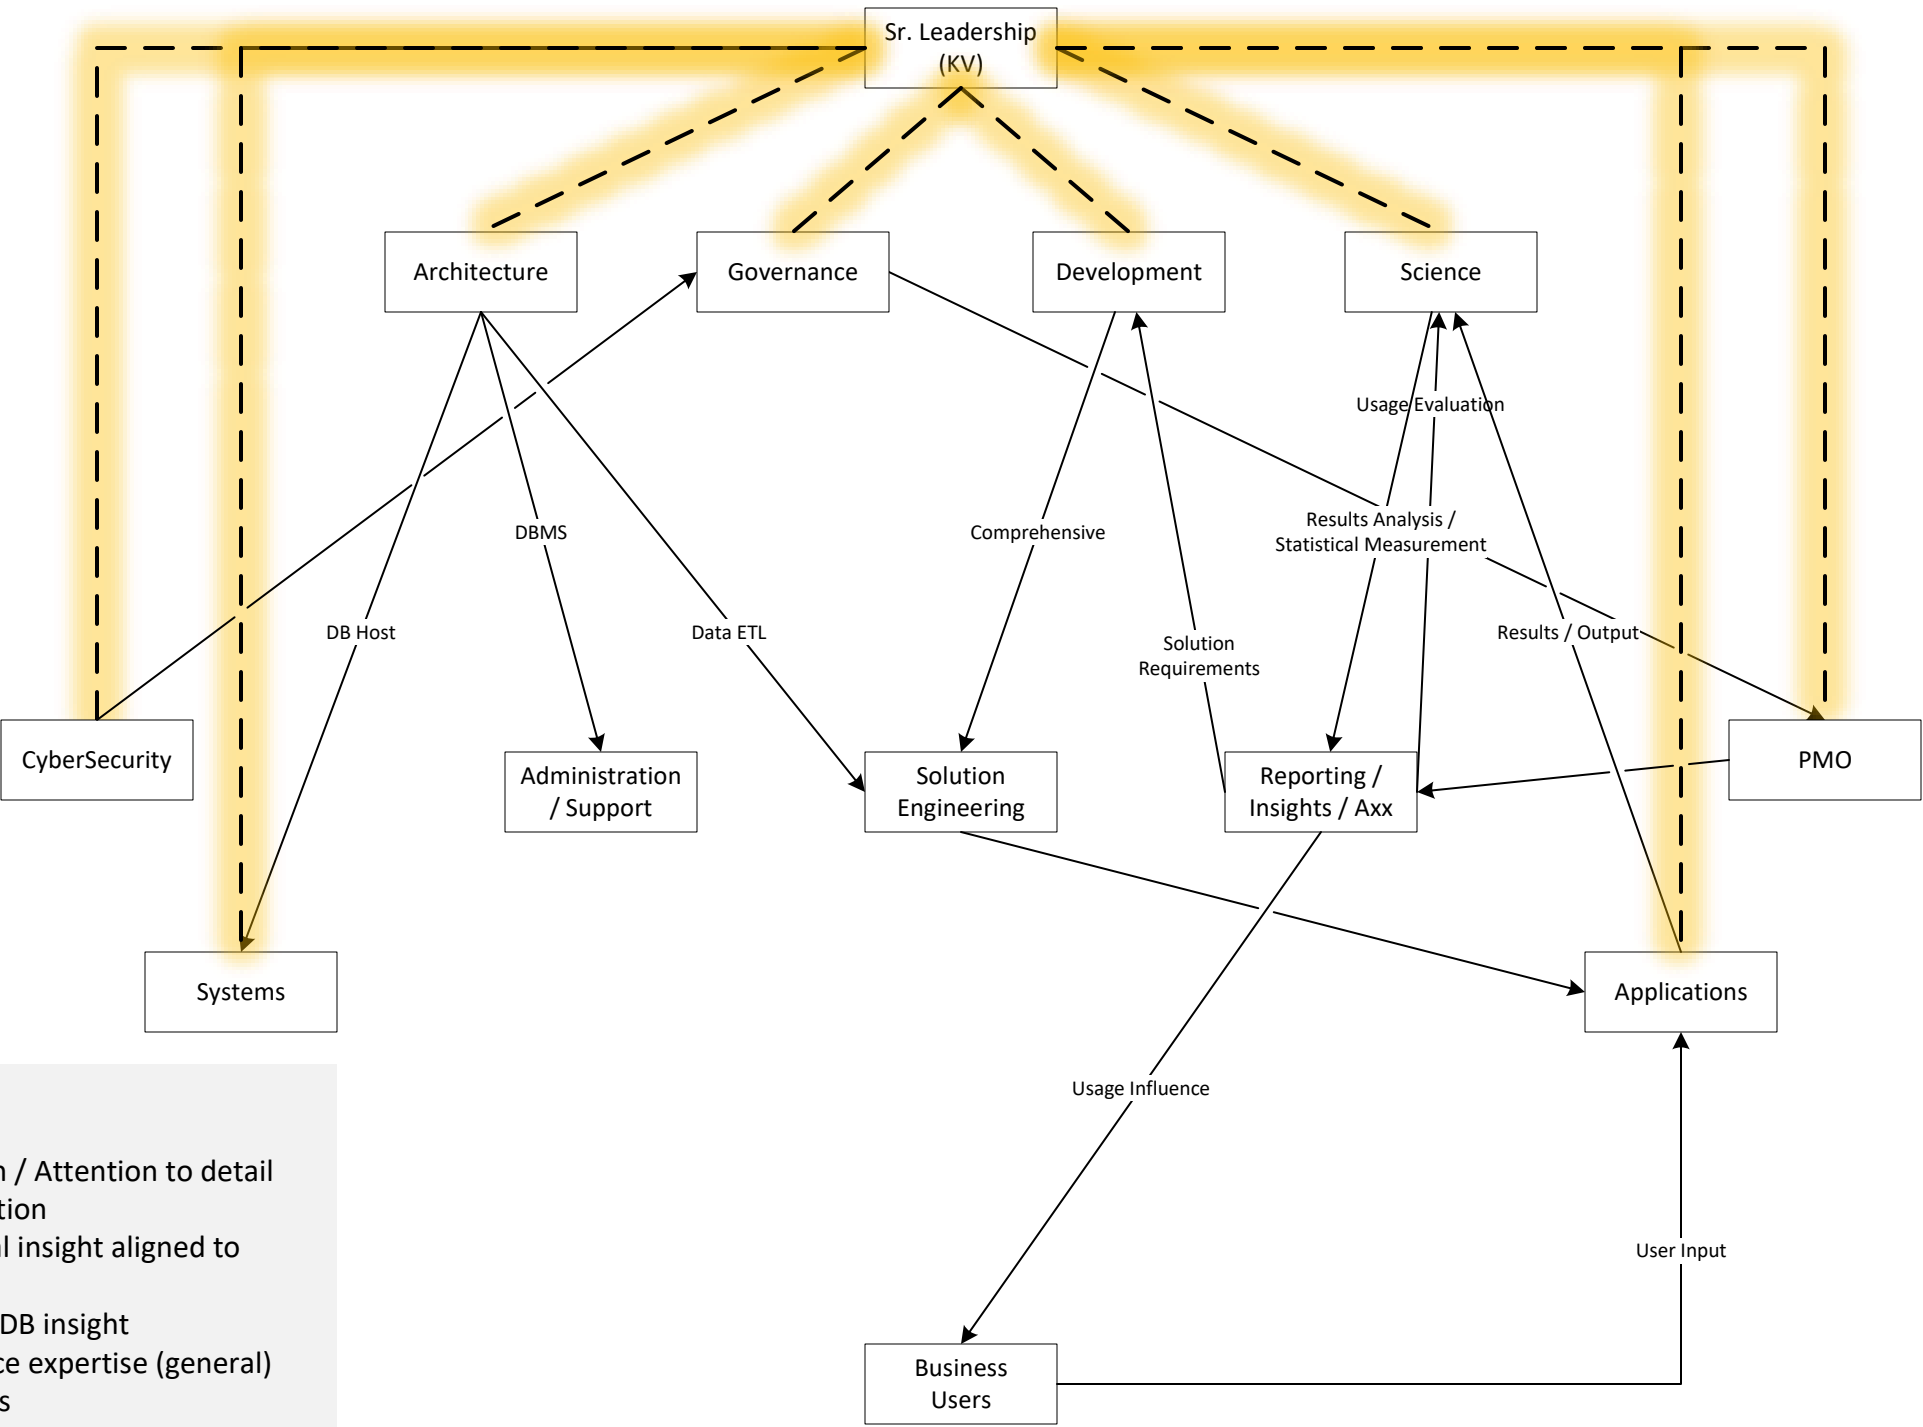 Sr. Leadership
(KV)
Architecture
Governance
Development
Science
Usage Evaluation
DBMS
Comprehensive
Results Analysis /
Statistical Measurement
DB Host
Data ETL
Solution
Requirements
Results / Output
CyberSecurity
Administration
/ Support
Solution
Engineering
Reporting /
Insights / Axx
PMO
Systems
Applications
Usage Influence
/ Attention to detail
insight aligned to
User Input
DB insight
expertise (general)
Business
Users